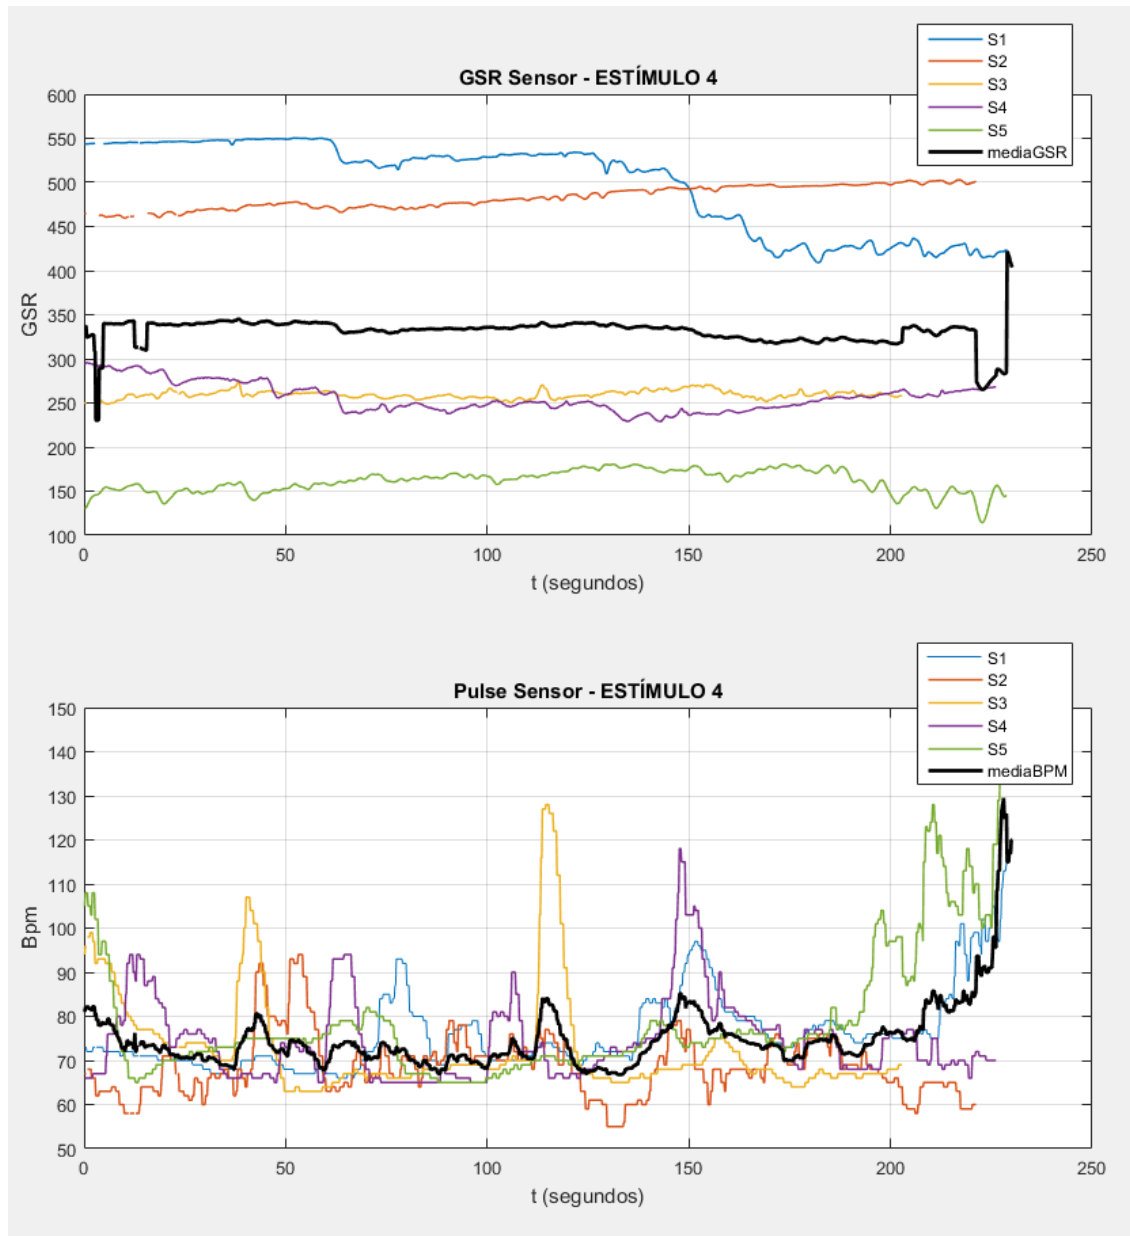 S1
S2
S3
S4
S5
mediaGSR
GSR Sensor - ESTÍMULO 4
600
550
500
450
400
350
300
250
200
150
100
GSR
0
50
100
150
200
250
t (segundos)
S1
S2
S3
S4
S5
mediaBPM
Pulse Sensor - ESTÍMULO 4
150
140
130
120
110
100
90
80
70
60
50
Bpm
0
50
100
150
200
250
t (segundos)